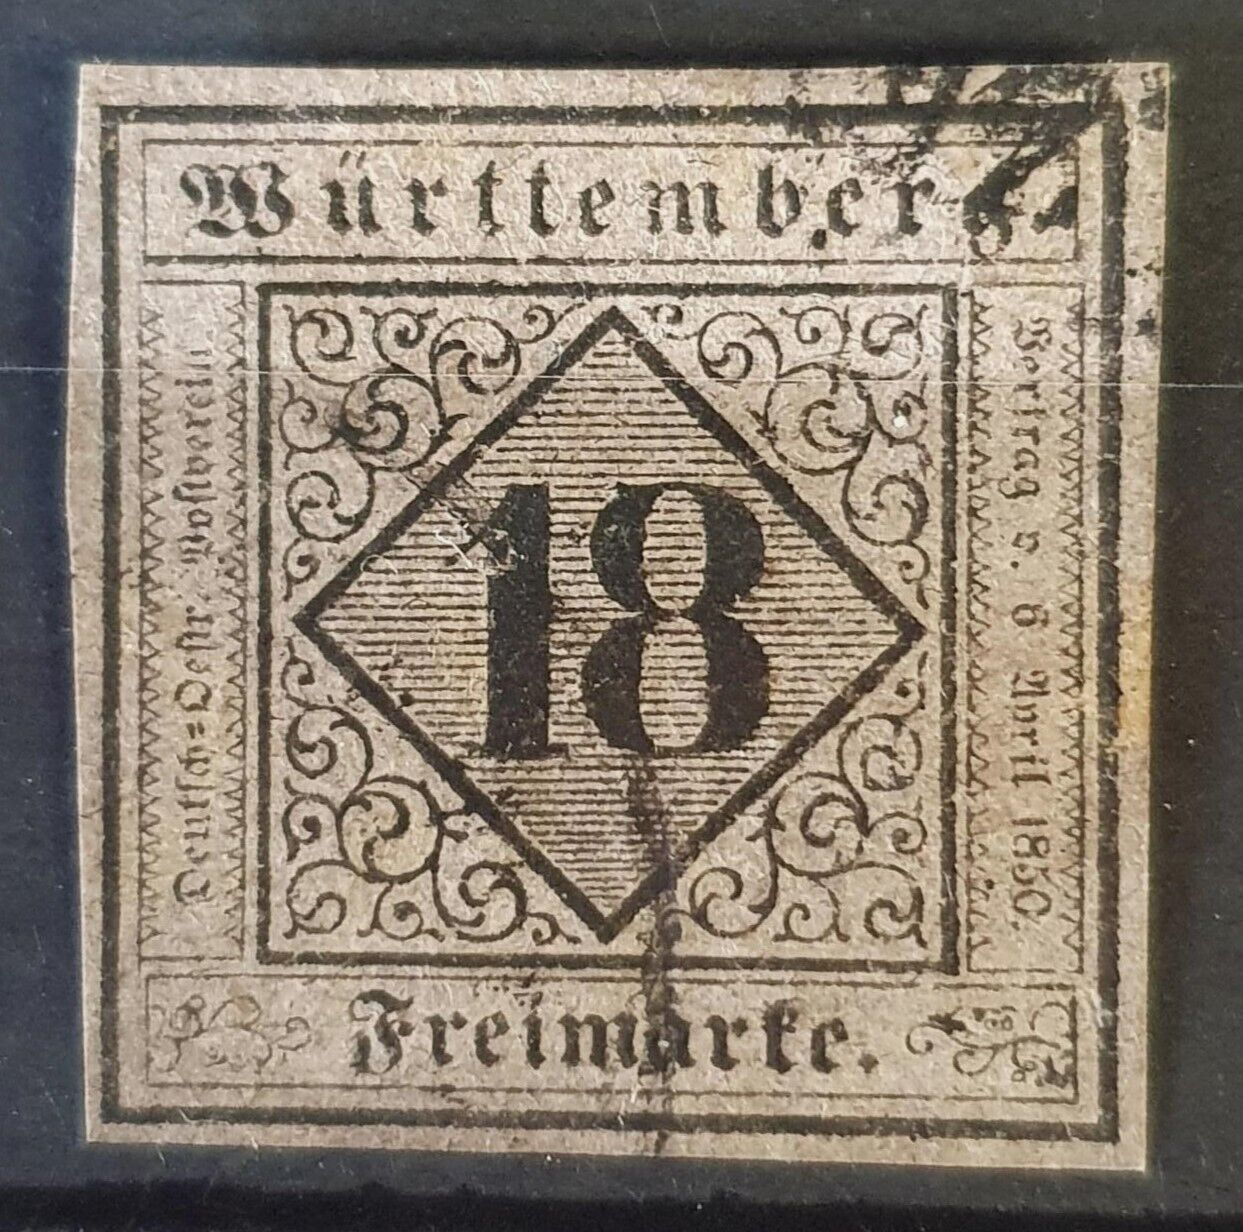 Württemberg
Deutsch=Oestr. Postverein
18
Vertrag v. 6 April 1850.
Freimarke.